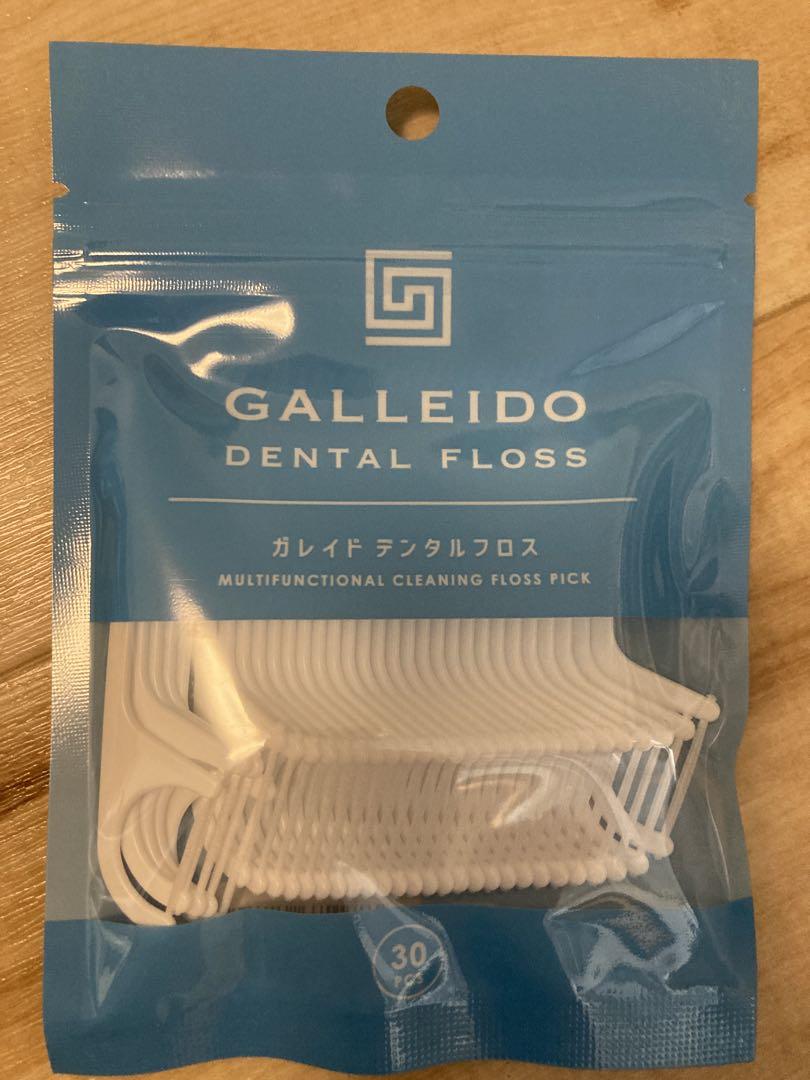 GALLEIDO
DENTAL FLOSS
ガレイド デンタルフロス
MULTIFUNCTIONAL CLEANING FLOSS PICK
30
PCS